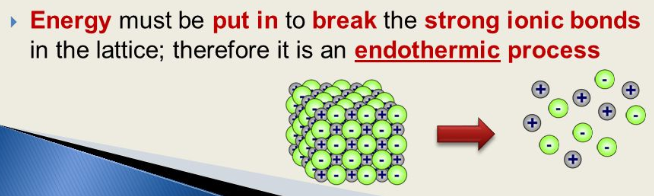 Energy must be put in to break the strong ionic bonds
in the lattice; therefore it is an endothermic process